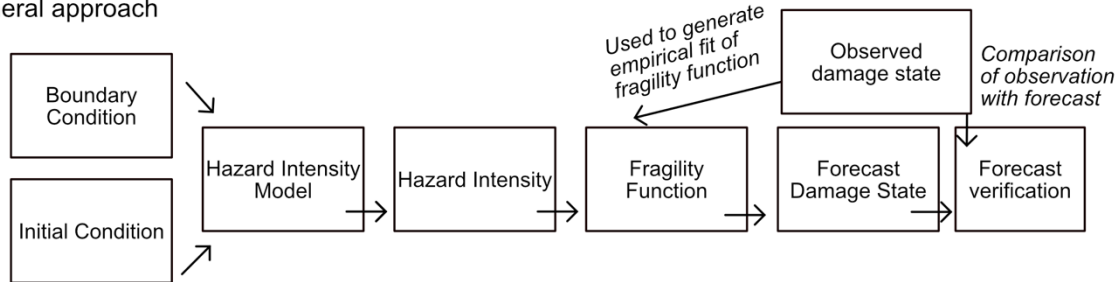 eral approach
Boundary
Condition
Initial Condition
Hazard Intensity
Model
Hazard Intensity
Used to generate
empirical fit of
fragility function
Fragility
Function
Observed
damage state
Comparison
of observation
with forecast
Forecast
Damage State
Forecast
verification